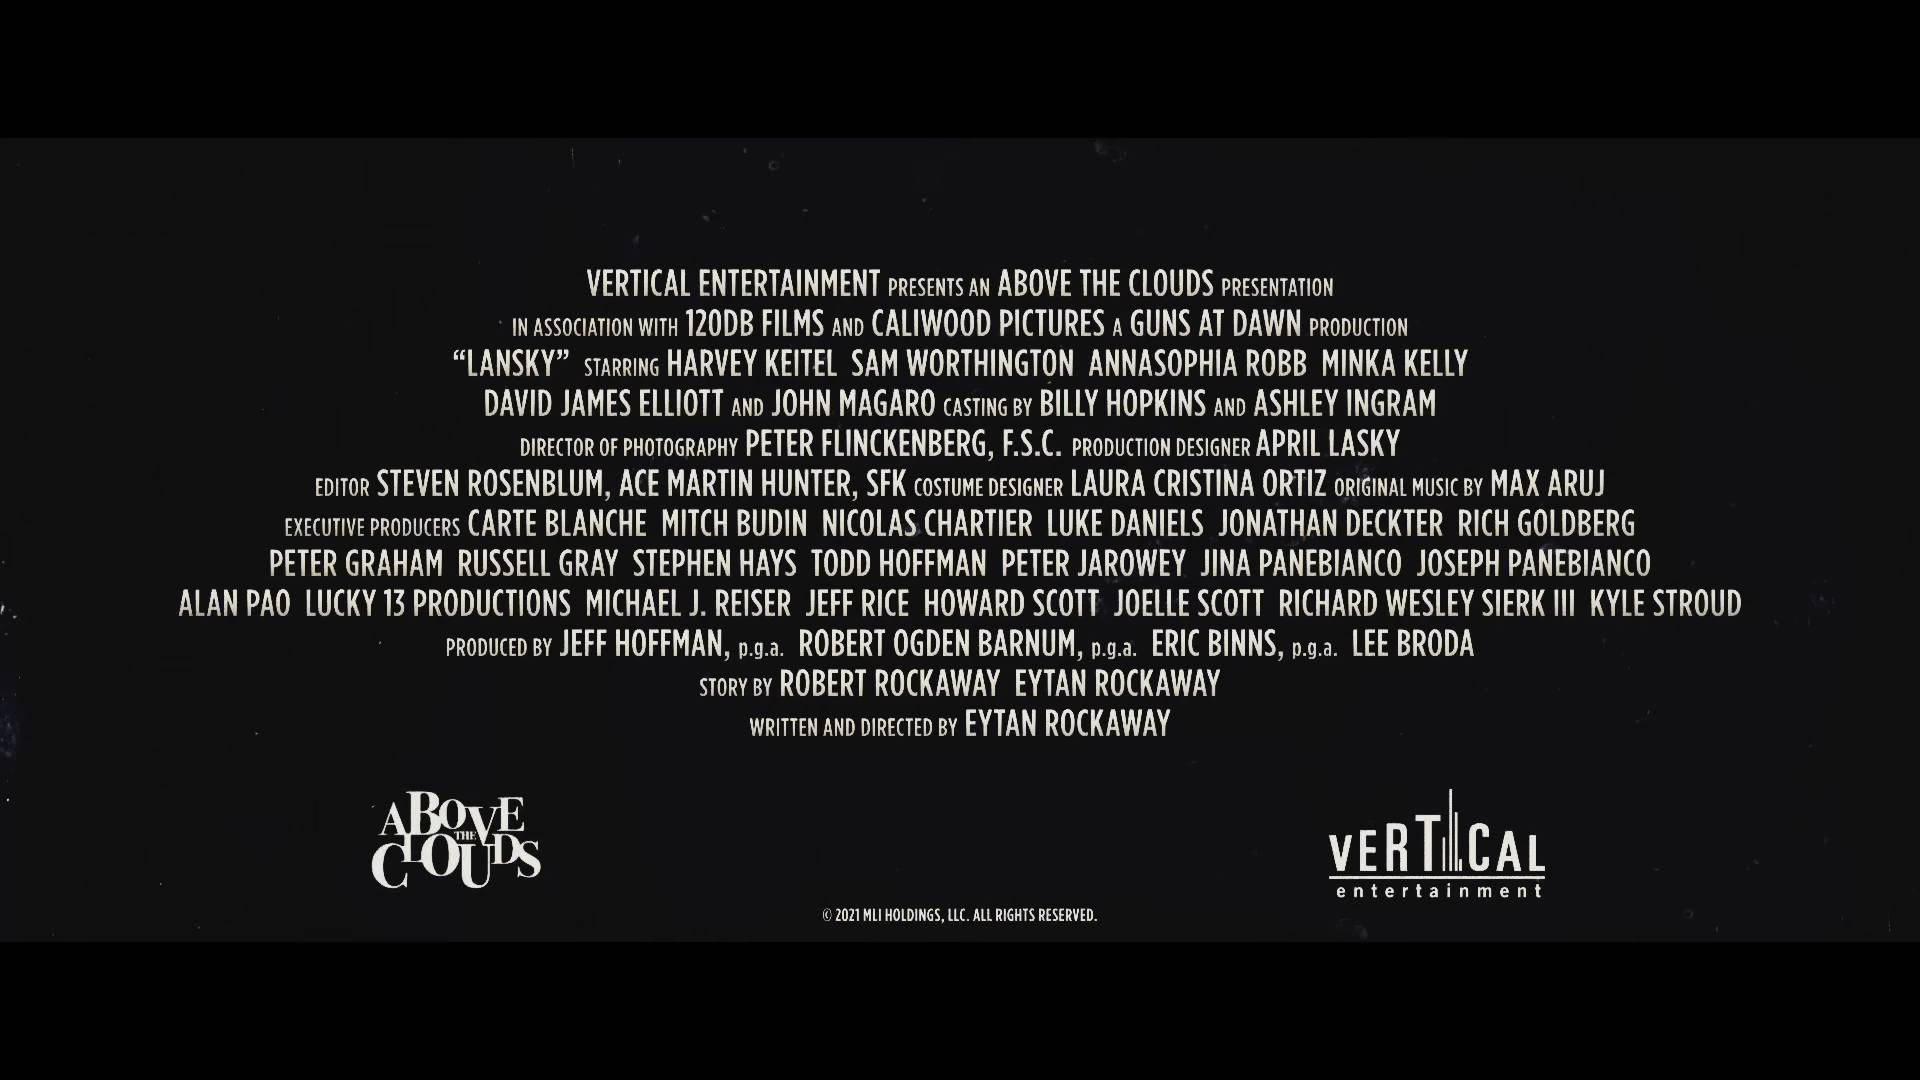 VERTICAL ENTERTAINMENT PRESENTS AN ABOVE THE CLOUDS PRESENTATION
IN ASSOCIATION WITH 120DB FILMS AND CALIWOOD PICTURES A GUNS AT DAWN PRODUCTION
“LANSKY” STARRING HARVEY KEITEL SAM WORTHINGTON ANNASOPHIA ROBB MINKA KELLY
DAVID JAMES ELLIOTT AND JOHN MAGARO CASTING BY BILLY HOPKINS AND ASHLEY INGRAM
DIRECTOR OF PHOTOGRAPHY PETER FLINCKENBERG, F.S.C. PRODUCTION DESIGNER APRIL LASKY
EDITOR STEVEN ROSENBLUM, ACE MARTIN HUNTER, SFK COSTUME DESIGNER LAURA CRISTINA ORTIZ ORIGINAL MUSIC BY MAX ARUJ
EXECUTIVE PRODUCERS CARTE BLANCHE MITCH BUDIN NICOLAS CHARTIER LUKE DANIELS JONATHAN DECKTER RICH GOLDBERG
PETER GRAHAM RUSSELL GRAY STEPHEN HAYS TODD HOFFMAN PETER JAROWEY JINA PANEBIANCO JOSEPH PANEBIANCO
ALAN PAO LUCKY 13 PRODUCTIONS MICHAEL J. REISER JEFF RICE HOWARD SCOTT JOELLE SCOTT RICHARD WESLEY SIERK III KYLE STROUD
PRODUCED BY JEFF HOFFMAN, p.g.a. ROBERT OGDEN BARNUM, p.g.a. ERIC BINNS, p.g.a. LEE BRODA
STORY BY ROBERT ROCKAWAY EYTAN ROCKAWAY
WRITTEN AND DIRECTED BY EYTAN ROCKAWAY
ABOVE
THE
CLOUDS
VERTICAL
entertainment
© 2021 MLI HOLDINGS, LLC. ALL RIGHTS RESERVED.